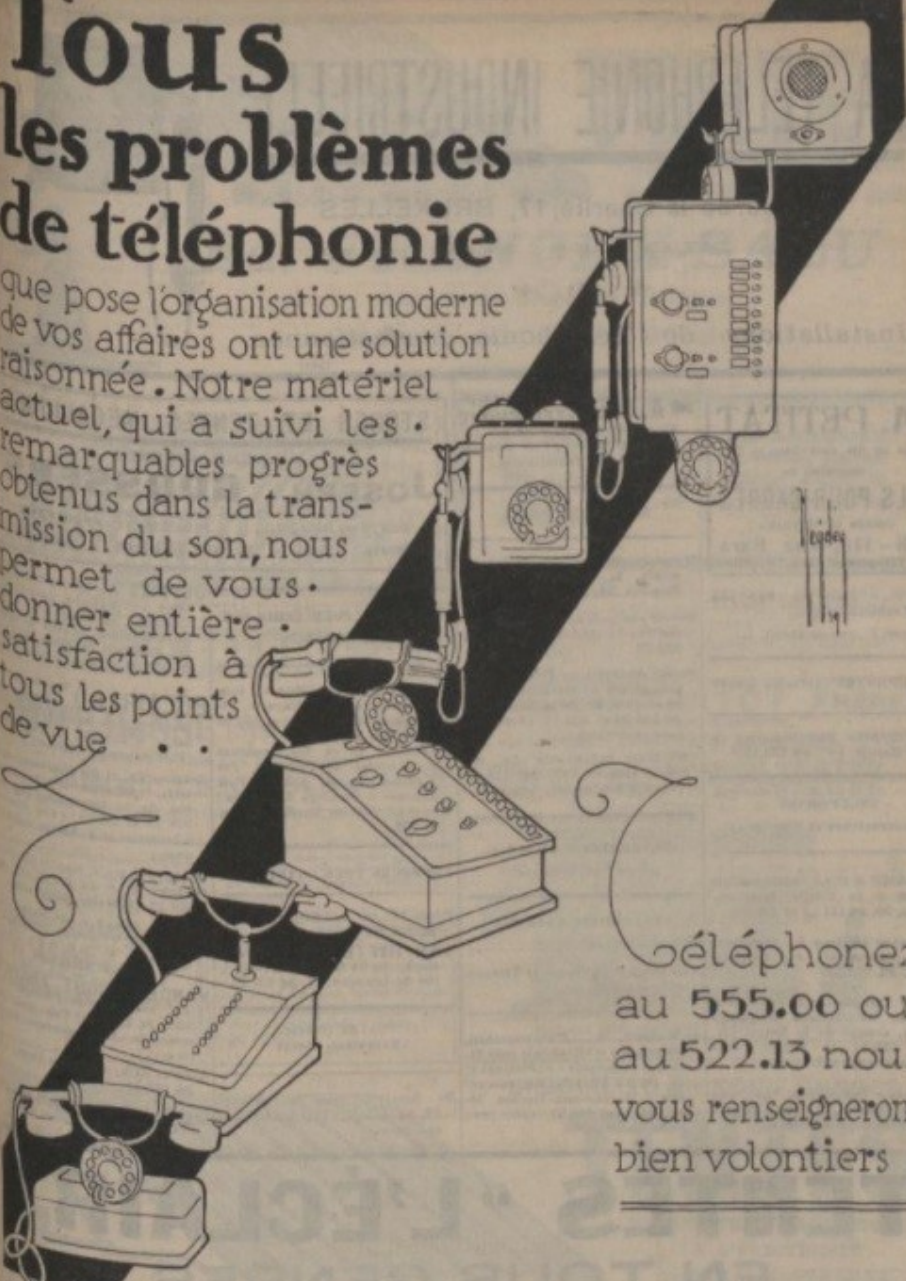 Tous
les problèmes
de téléphonie
que pose l'organisation moderne
de vos affaires ont une solution
raisonnée. Notre matériel
actuel, qui a suivi les •
remarquables progrès
obtenus dans la trans-
mission du son, nous
permet de vous •
donner entière •
satisfaction à
tous les points
de vue • •
Téléphonez
au 555.00 ou
au 522.13 nou
vous renseigneron
bien volontiers